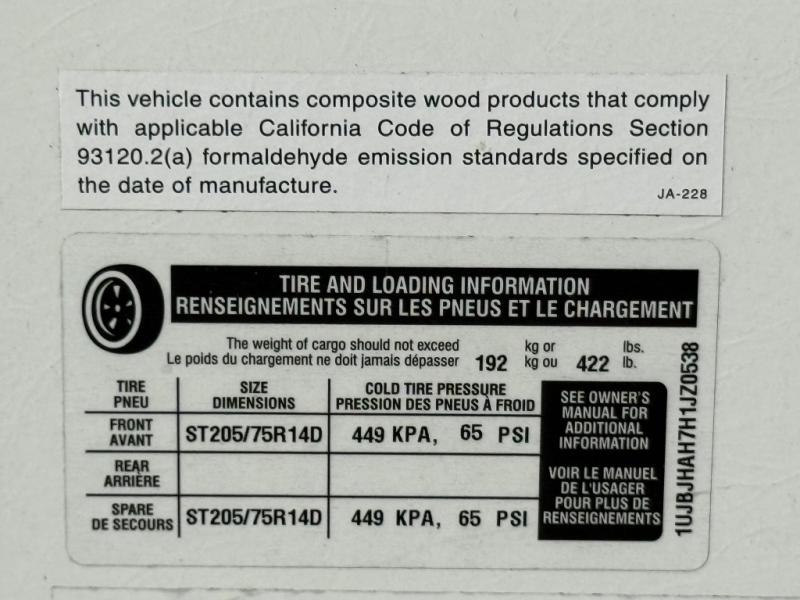 This vehicle contains composite wood products that comply
with applicable California Code of Regulations Section
93120.2(a) formaldehyde emission standards specified on
the date of manufacture.
JA-228
TIRE AND LOADING INFORMATION
RENSEIGNEMENTS SUR LES PNEUS ET LE CHARGEMENT
The weight of cargo should not exceed kg or lbs.
Le poids du chargement ne doit jamais dépasser 192 kg ou 422 lb.
TIRE SIZE COLD TIRE PRESSURE
PNEU DIMENSIONS PRESSION DES PNEUS À FROID
FRONT
AVANT
ST205/75R14D 449 KPA, 65 PSI
REAR
ARRIÈRE
SPARE
DE SECOURS
ST205/75R14D 449 KPA, 65 PSI
SEE OWNER'S
MANUAL FOR
ADDITIONAL
INFORMATION
VOIR LE MANUEL
DE L'USAGER
POUR PLUS DE
RENSEIGNEMENTS
1UJBJHAH7H1JZ0538